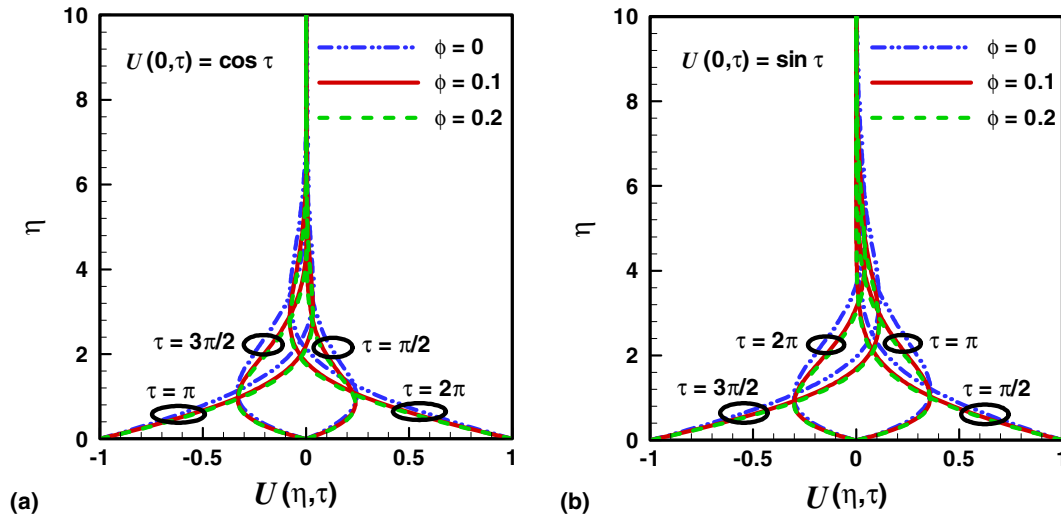 10
U(0,τ) = cos τ
ϕ = 0
ϕ = 0.1
ϕ = 0.2
8
6
η
4
τ = 3π/2
τ = π/2
2
τ = π
τ = 2π
0
-1 -0.5 0 0.5 1
(a)
U(η,τ)
10
U(0,τ) = sin τ
ϕ = 0
ϕ = 0.1
ϕ = 0.2
8
6
η
4
τ = 2π
τ = π
2
τ = 3π/2
τ = π/2
0
-1 -0.5 0 0.5 1
(b)
U(η,τ)